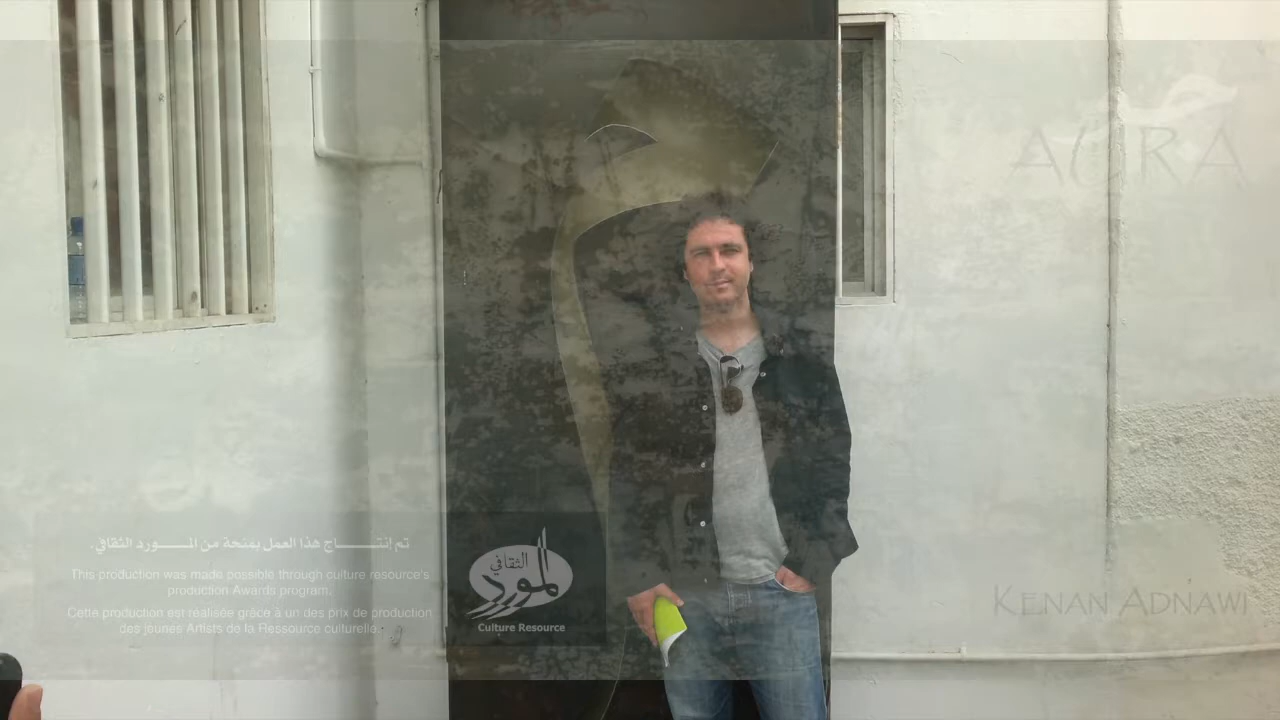 AURA
تم إنتـــــاج هذا العمل بمنحة من المـــــورد الثقافي.
This production was made possible through culture resource's
production Awards program.
Cette production est réalisée grâce à un des prix de production
des jeunes Artists de la Ressource culturelle.
المورد
الثقافي
Culture Resource
KENAN ADNAWI